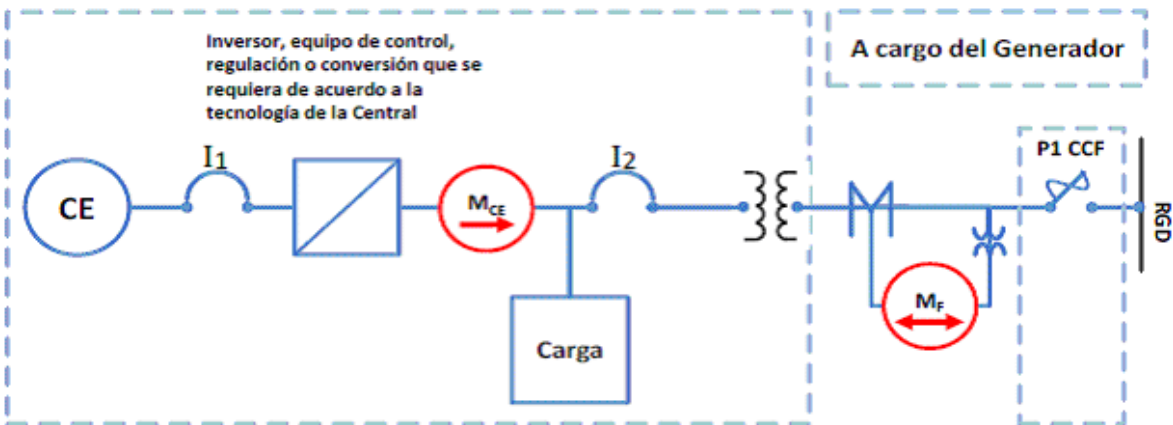 Inversor, equipo de control,
regulación o conversión que se
requiera de acuerdo a la
tecnología de la Central
A cargo del Generador
P1 CCF
I1
I2
CE
MCE
MF
RGD
Carga